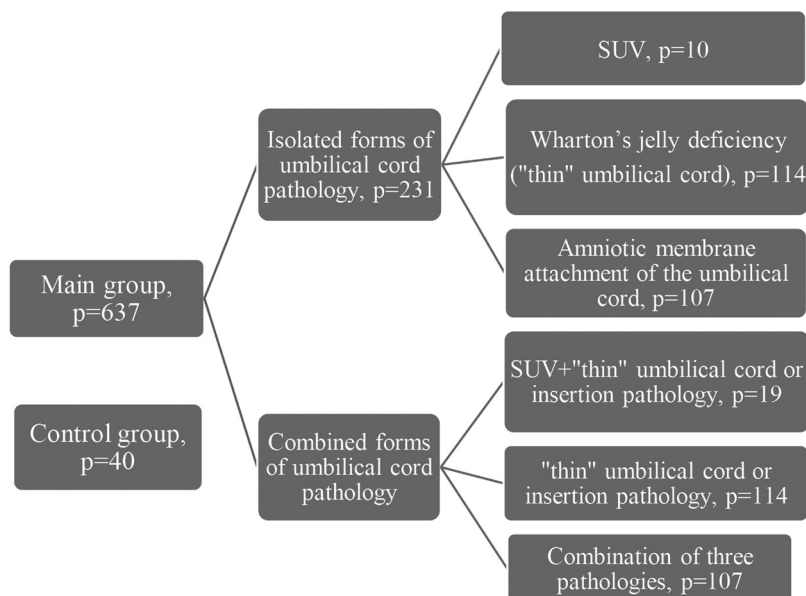 Main group,
p=637
Control group,
p=40
Isolated forms of
umbilical cord
pathology, p=231
Combined forms
of umbilical cord
pathology
SUV, p=10
Wharton's jelly deficiency
("thin" umbilical cord), p=114
Amniotic membrane
attachment of the umbilical
cord, p=107
SUV+"thin" umbilical cord or
insertion pathology, p=19
"thin" umbilical cord or
insertion pathology, p=114
Combination of three
pathologies, p=107